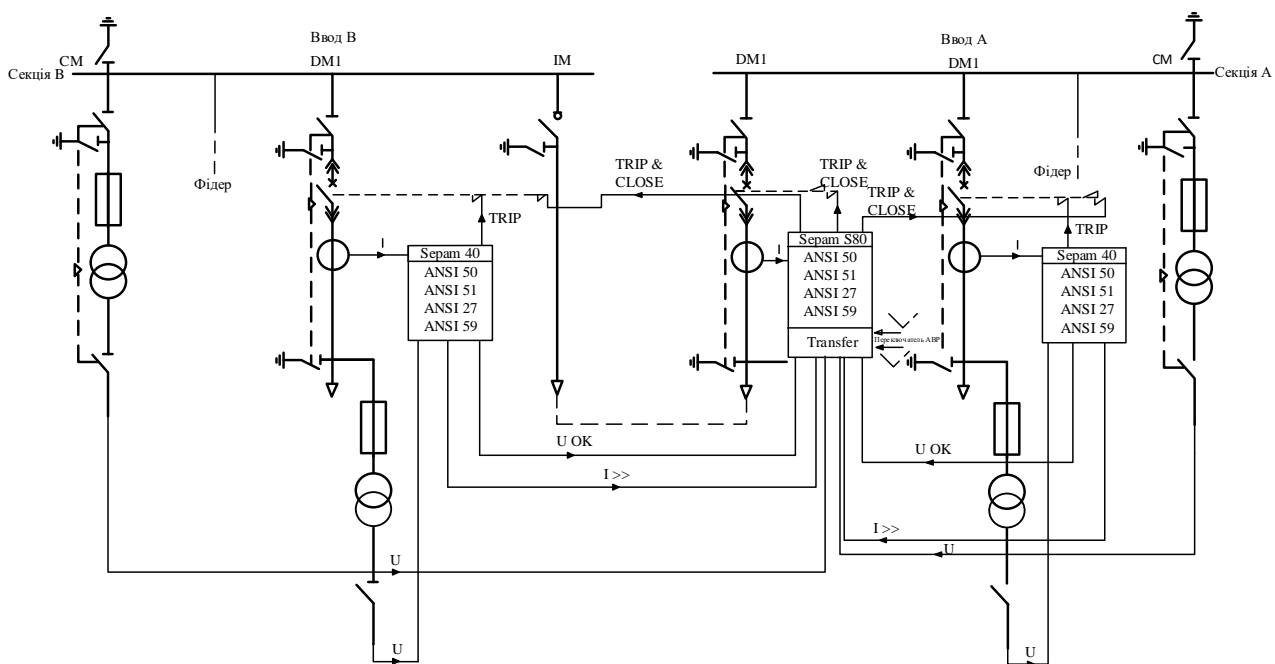 Ввод B
Ввод A
СМ
DM1
IM
DM1
DM1
СМ
Секція B
Секція A
Фідер
TRIP &
CLOSE
TRIP &
CLOSE
TRIP &
CLOSE
Фідер
TRIP
TRIP
I
Sepam 40
ANSI 50
ANSI 51
ANSI 27
ANSI 59
I
Sepam S80
ANSI 50
ANSI 51
ANSI 27
ANSI 59
Transfer
Переключатель АВР
I
Sepam 40
ANSI 50
ANSI 51
ANSI 27
ANSI 59
U OK
U OK
I >>
I >>
U
U
U
U